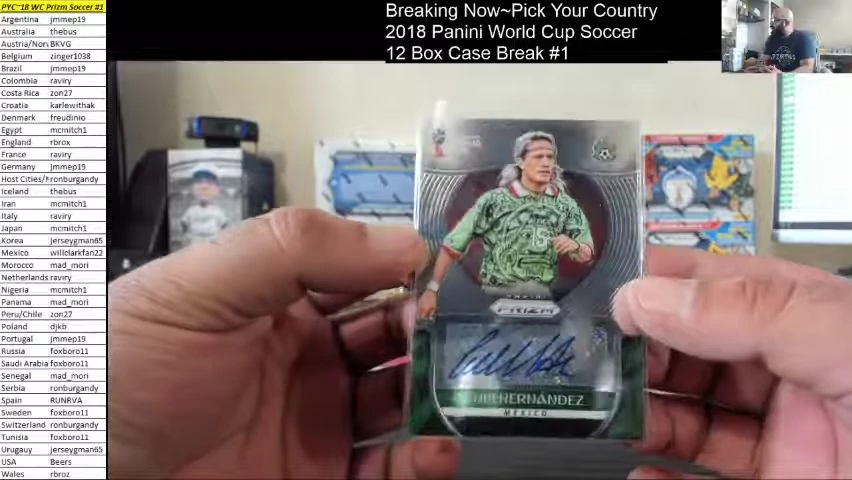 PYC~18 WC Prizm Soccer #1
Argentina jmmep19
Australia thebus
Austria/Nor BKVG
Belgium zinger1038
Brazil jmmep19
Colombia raviry
Costa Rica zon27
Croatia karlewithak
Denmark freudinio
Egypt mcmitch1
England rbrox
France raviry
Germany jmmep19
Host Cities/ ronburgandy
Iceland thebus
Iran mcmitch1
Italy raviry
Japan mcmitch1
Korea jerseygman65
Mexico willclarkfan22
Morocco mad_mori
Netherlands raviry
Nigeria mcmitch1
Panama mad_mori
Peru/Chile zon27
Poland djkb
Portugal jmmep19
Russia foxboro11
Saudi Arabia foxboro11
Senegal mad_mori
Serbia ronburgandy
Spain RUNRVA
Sweden foxboro11
Switzerland ronburgandy
Tunisia foxboro11
Urugauy jerseygman65
USA Beers
Wales rbroz
Breaking Now~Pick Your Country
2018 Panini World Cup Soccer
12 Box Case Break #1
15
PRIZM
HERNANDEZ
MEXICO